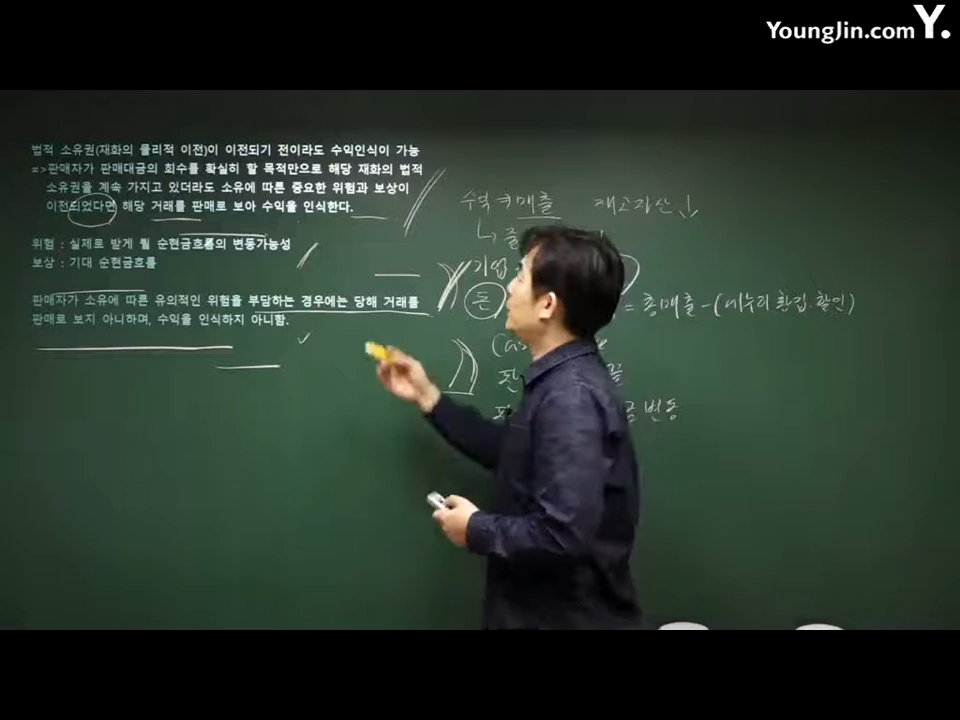 YoungJin.com Y.
법적 소유권(재화의 물리적 이전)이 이전되기 전이라도 수익인식이 가능
=>판매자가 판매대금의 회수를 확실히 할 목적만으로 해당 재화의 법적
소유권을 계속 가지고 있더라도 소유에 따른 중요한 위험과 보상이
이전되었다면 해당 거래를 판매로 보아 수익을 인식한다.
위험 : 실제로 받게 될 순현금흐름의 변동가능성
보상 : 기대 순현금흐름
판매자가 소유에 따른 유의적인 위험을 부담하는 경우에는 당해 거래를
판매로 보지 아니하며, 수익을 인식하지 아니함.
수익 매출 재고자산↓
기업
돈 = 총매출-(에누리 환입 할인)
변동